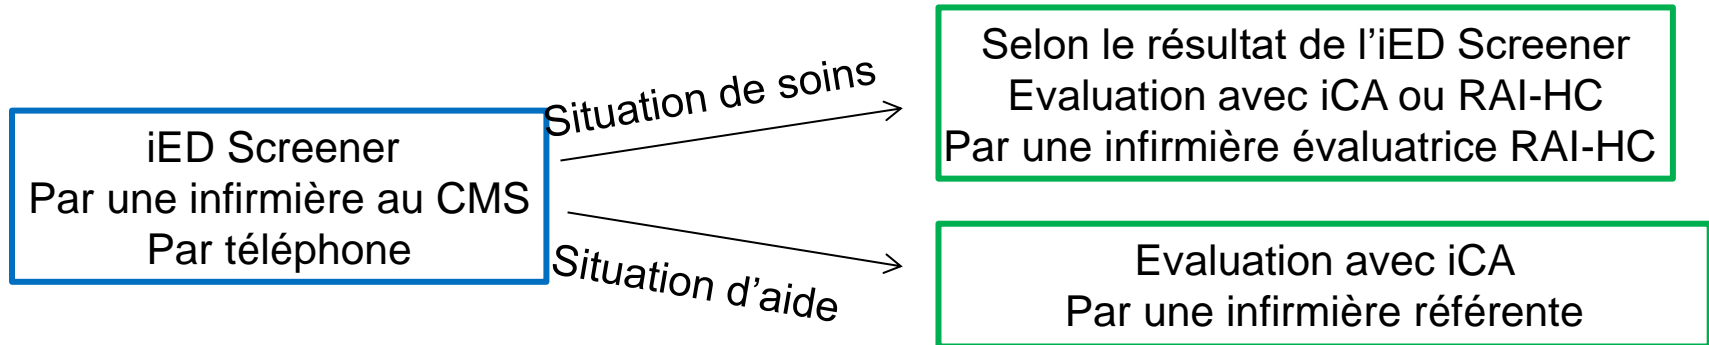 iED Screener
Par une infirmière au CMS
Par téléphone
Situation de soins
Selon le résultat de l’iED Screener
Evaluation avec iCA ou RAI-HC
Par une infirmière évaluatrice RAI-HC
Situation d’aide
Evaluation avec iCA
Par une infirmière référente